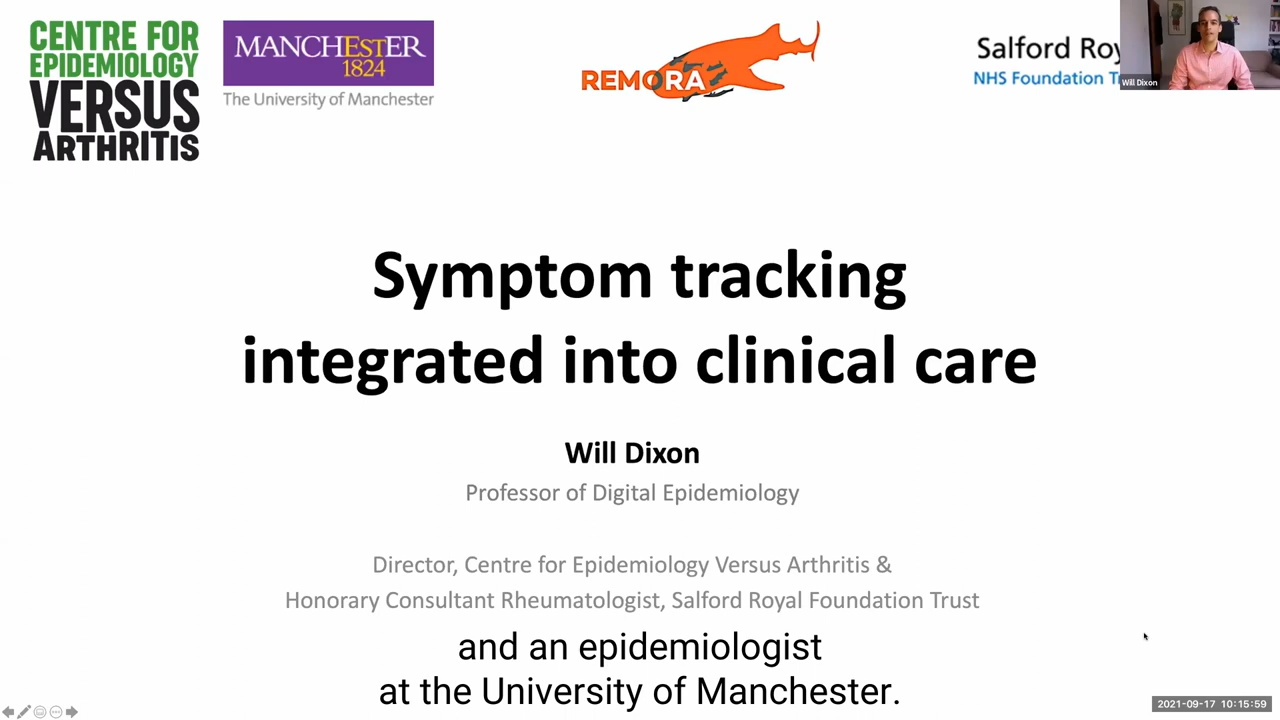 CENTRE FOR
EPIDEMIOLOGY
VERSUS
ARTHRITIS
MANCHESTER
1824
The University of Manchester
REMORA
Salford Roy
NHS Foundation T
Will Dixon
Symptom tracking
integrated into clinical care
Will Dixon
Professor of Digital Epidemiology
Director, Centre for Epidemiology Versus Arthritis &
Honorary Consultant Rheumatologist, Salford Royal Foundation Trust
and an epidemiologist
at the University of Manchester.
2021-09-17 10:15:59